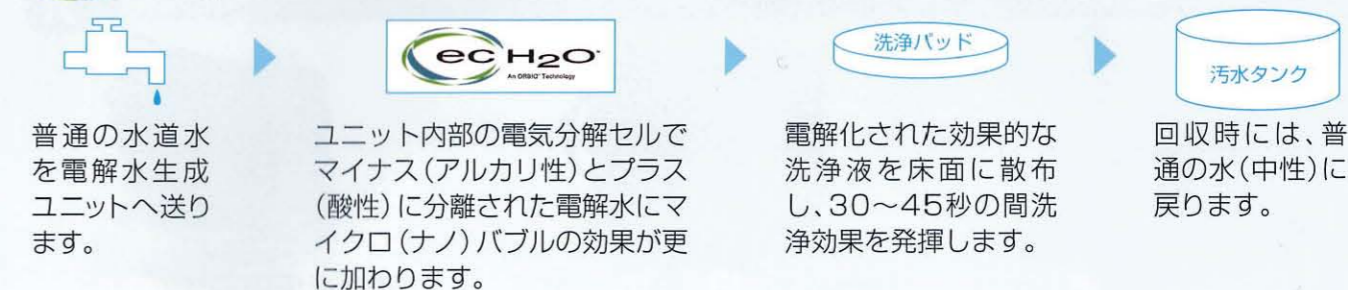 ec H2O
An ORBIO Technology
洗浄パッド
汚水タンク
普通の水道水
を電解水生成
ユニットへ送り
ます。
ユニット内部の電気分解セルで
マイナス(アルカリ性)とプラス
(酸性)に分離された電解水にマ
イクロ(ナノ)バブルの効果が更
に加わります。
電解化された効果的な
洗浄液を床面に散布
し、30〜45秒の間洗
浄効果を発揮します。
回収時には、普
通の水(中性)に
戻ります。